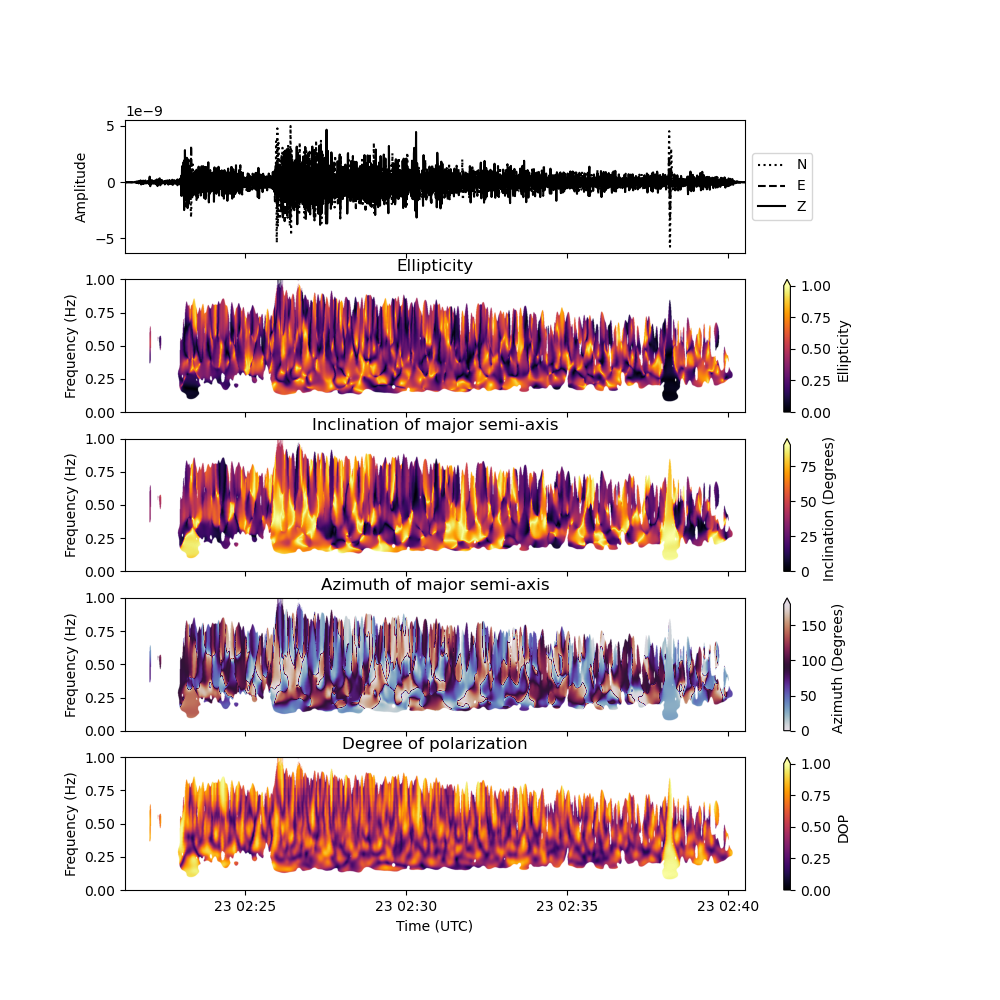 1e−9
5
0
−5
Amplitude
N
E
Z
Ellipticity
1.00
0.75
0.50
0.25
0.00
Frequency (Hz)
1.00
0.75
0.50
0.25
0.00
Ellipticity
Inclination of major semi-axis
1.00
0.75
0.50
0.25
0.00
Frequency (Hz)
75
50
25
0
Inclination (Degrees)
Azimuth of major semi-axis
1.00
0.75
0.50
0.25
0.00
Frequency (Hz)
150
100
50
0
Azimuth (Degrees)
Degree of polarization
1.00
0.75
0.50
0.25
0.00
Frequency (Hz)
1.00
0.75
0.50
0.25
0.00
DOP
23 02:25 23 02:30 23 02:35 23 02:40
Time (UTC)